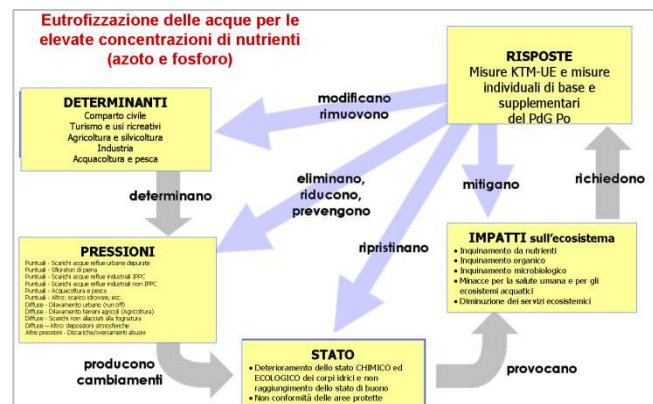 Eutrofizzazione delle acque per le
elevate concentrazioni di nutrienti
(azoto e fosforo)
RISPOSTE
Misure KTM-UE e misure
individuali di base e
supplementari
del PdG Po
DETERMINANTI
Comparto civile
Turismo e usi ricreativi
Agricoltura e silvicoltura
Industria
Acquacoltura e pesca
modificano
rimuovono
determinano
eliminano,
riducono,
prevengono
mitigano
richiedono
ripristinano
PRESSIONI
Puntuali - Scarichi acque reflue urbane depurate
Puntuali - Sfioratori di piena
Puntuali - Scarichi acque reflue industriali IPPC
Puntuali - Scarichi acque reflue industriali non IPPC
Puntuali - Acquacoltura e pesca
Puntuali - Altro: scarico idrovore, ecc.
Diffuse - Dilavamento urbano (run off)
Diffuse - Dilavamento terreni agricoli (Agricoltura)
Diffuse - Scarichi non allacciati alla fognatura
Diffuse – Altro: deposizioni atmosferiche
Altre pressioni - Discariche/sversamenti abusivi
IMPATTI sull'ecosistema
• Inquinamento da nutrienti
• Inquinamento organico
• Inquinamento microbiologico
• Minacce per la salute umana e per gli
ecosistemi acquatici
• Diminuzione dei servizi ecosistemici
producono
cambiamenti
STATO
• Deterioramento dello stato CHIMICO ed
ECOLOGICO dei corpi idrici e non
raggiungimento dello stato di buono
• Non conformità delle aree protette
provocano